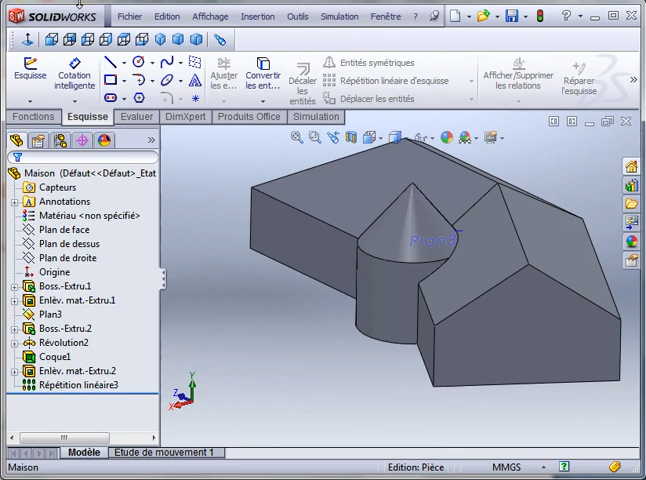 SOLIDWORKS Fichier Edition Affichage Insertion Outils Simulation Fenêtre ?
Esquisse
Cotation intelligente
Ajuster les e...
Convertir les ent...
Décaler les entités
Entités symétriques
Répétition linéaire d'esquisse
Déplacer les entités
Afficher/Supprimer les relations
Réparer l'esquisse
Fonctions Esquisse Evaluer DimXpert Produits Office Simulation
Maison (Défaut<<Défaut>_Etat
Capteurs
Annotations
Matériau <non spécifié>
Plan de face
Plan de dessus
Plan de droite
Origine
Boss.-Extru.1
Enlèv. mat.-Extru.1
Plan3
Boss.-Extru.2
Révolution2
Coque1
Enlèv. mat.-Extru.2
Répétition linéaire3
Plan3
Y
Z
X
Modèle Etude de mouvement 1
Maison Edition: Pièce MMGS